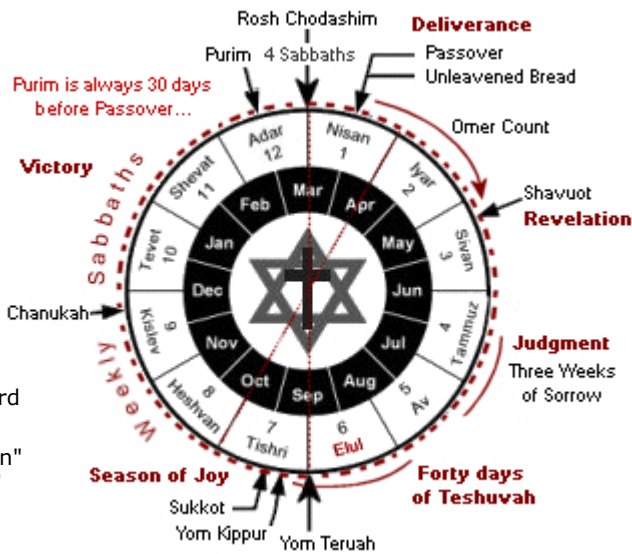 Rosh Chodashim
Deliverance
Purim 4 Sabbaths
Passover
Unleavened Bread
Purim is always 30 days
before Passover...
Omer Count
Victory
Shavuot
Revelation
Weekly Sabbaths
Nisan
1
Iyar
2
Sivan
3
4
Tammuz
5
Av
6
Elul
7
Tishri
8
Heshvan
9
Kislev
Tevet
10
Shevat
11
Adar
12
Mar
Apr
May
Jun
Jul
Aug
Sep
Oct
Nov
Dec
Jan
Feb
Chanukah
Judgment
Three Weeks
of Sorrow
rd
n"
Season of Joy
Forty days
of Teshuvah
Sukkot
Yom Kippur
Yom Teruah